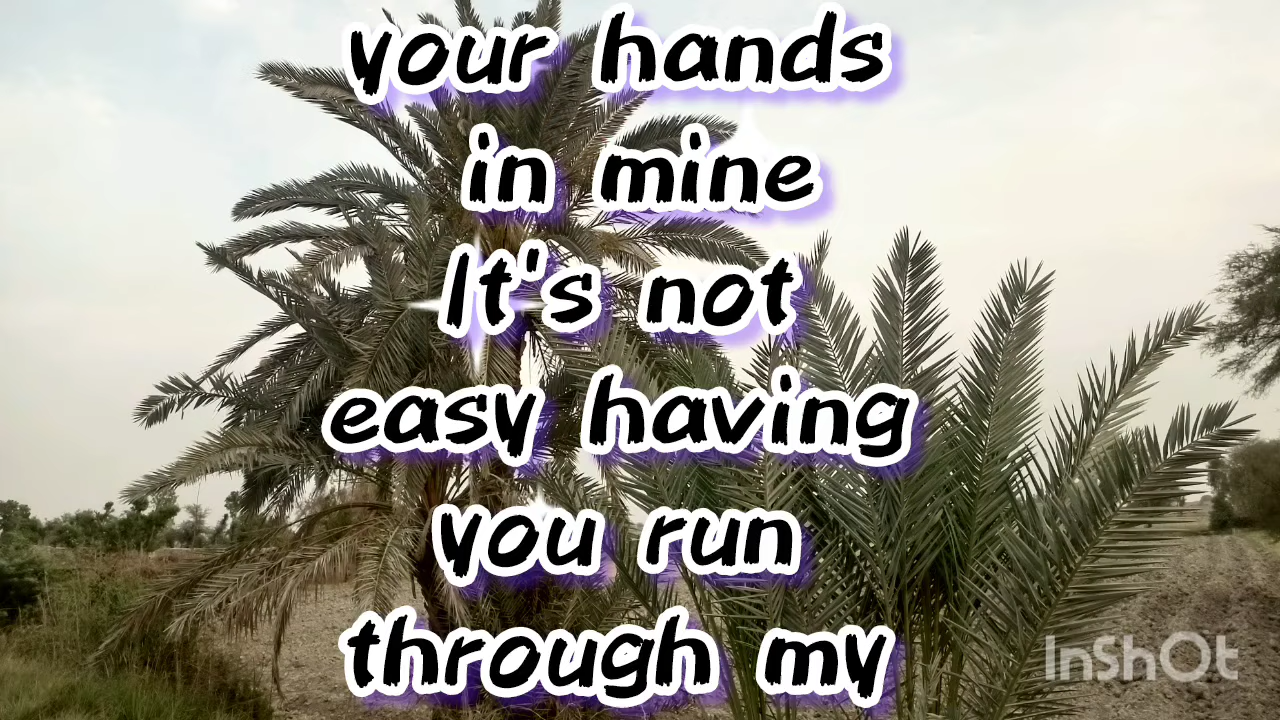 your hands
in mine
It's not
easy having
you run
through my
InShOt